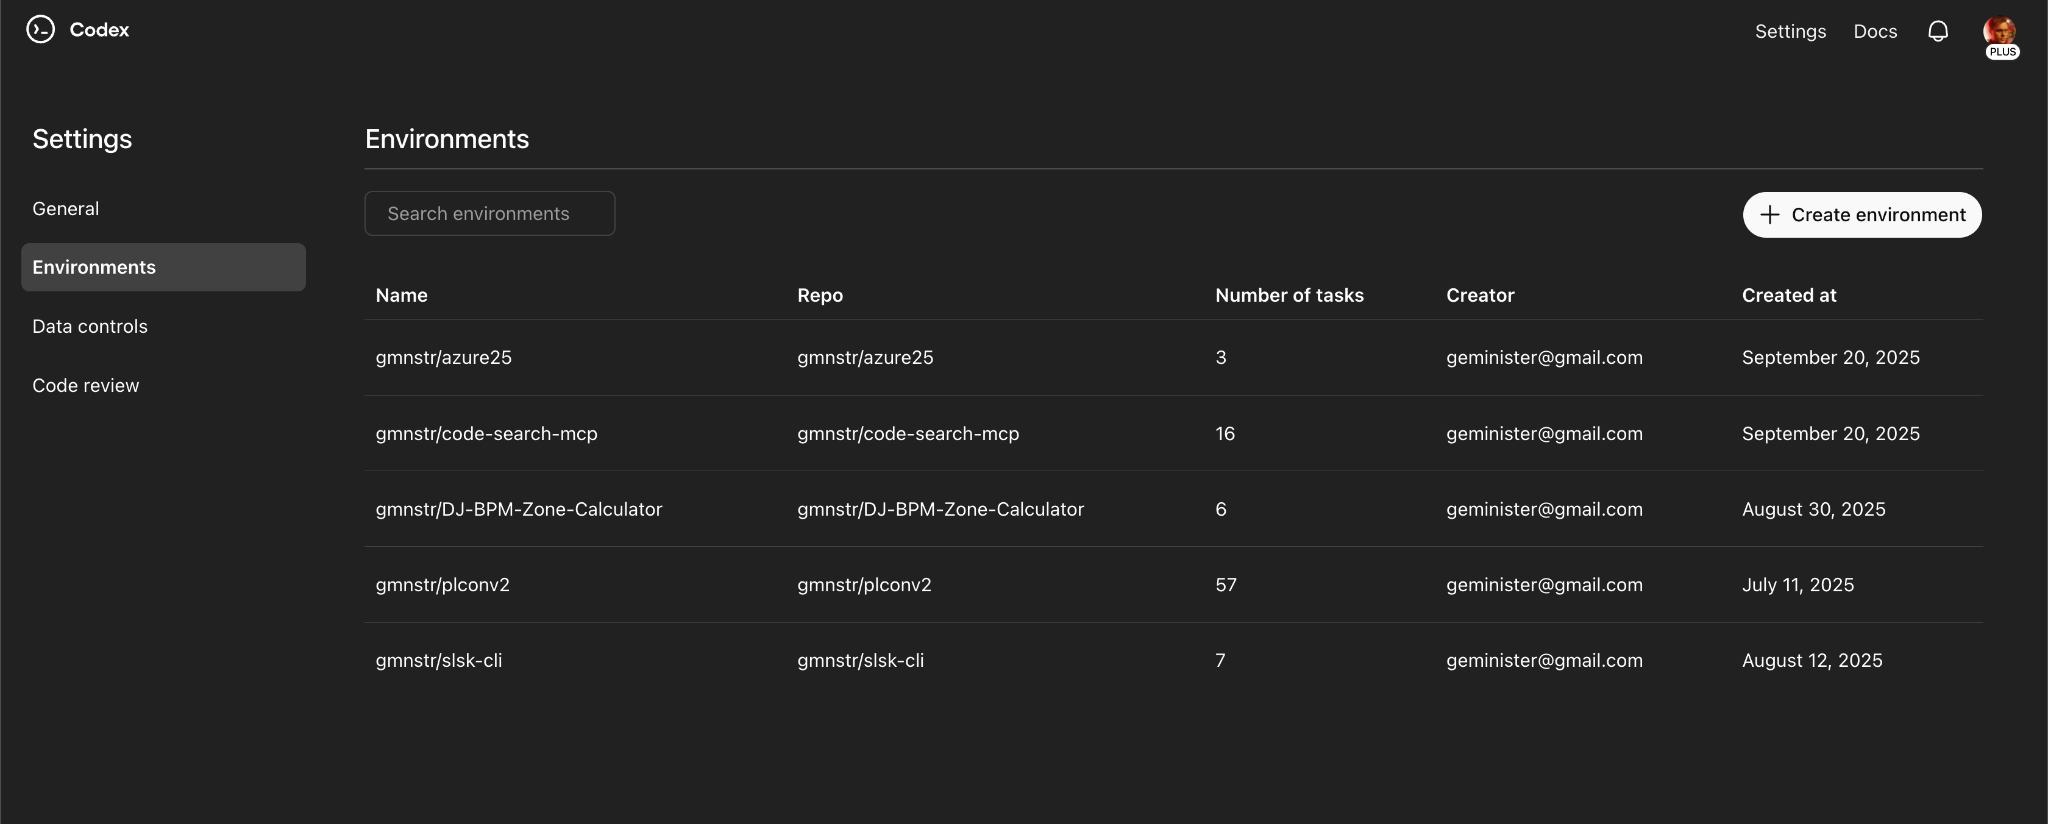 Codex
Settings Docs
PLUS
Settings
General
Environments
Data controls
Code review
Environments
Search environments
Create environment
Name Repo Number of tasks Creator Created at
gmnstr/azure25 gmnstr/azure25 3 geminister@gmail.com September 20, 2025
gmnstr/code-search-mcp gmnstr/code-search-mcp 16 geminister@gmail.com September 20, 2025
gmnstr/DJ-BPM-Zone-Calculator gmnstr/DJ-BPM-Zone-Calculator 6 geminister@gmail.com August 30, 2025
gmnstr/plconv2 gmnstr/plconv2 57 geminister@gmail.com July 11, 2025
gmnstr/slsk-cli gmnstr/slsk-cli 7 geminister@gmail.com August 12, 2025